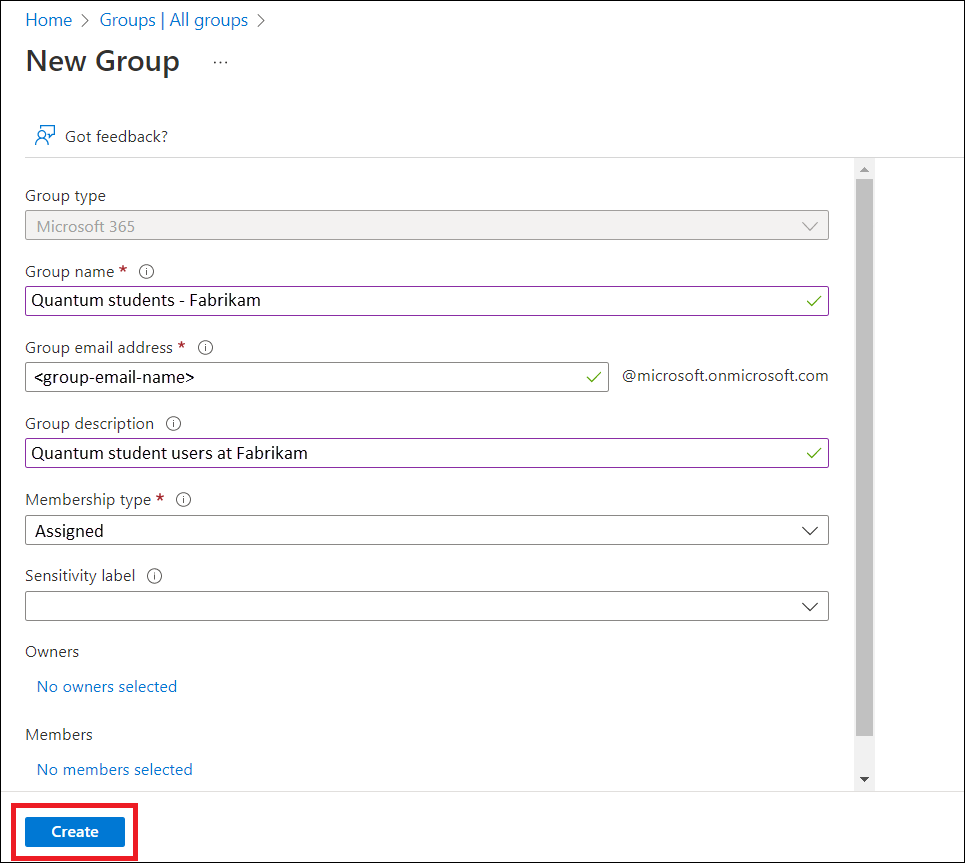 Home > Groups | All groups >
New Group ...
Got feedback?
Group type
Microsoft 365
Group name *
Quantum students - Fabrikam
Group email address *
<group-email-name> @microsoft.onmicrosoft.com
Group description
Quantum student users at Fabrikam
Membership type *
Assigned
Sensitivity label
Owners
No owners selected
Members
No members selected
Create